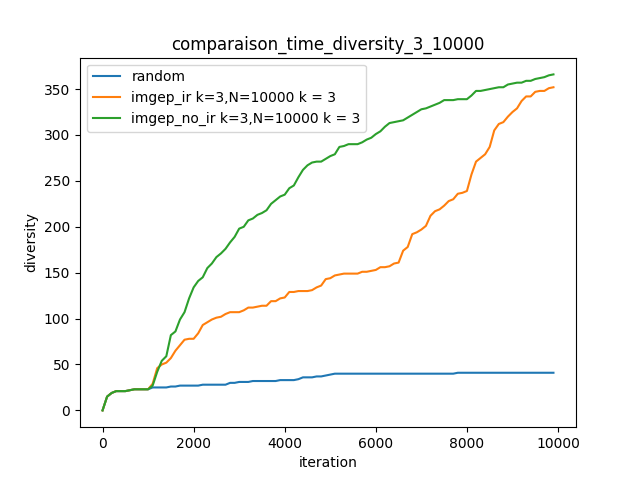 comparaison_time_diversity_3_10000
random
imgep_ir k=3,N=10000 k = 3
imgep_no_ir k=3,N=10000 k = 3
350
300
250
200
150
100
50
0
diversity
0 2000 4000 6000 8000 10000
iteration